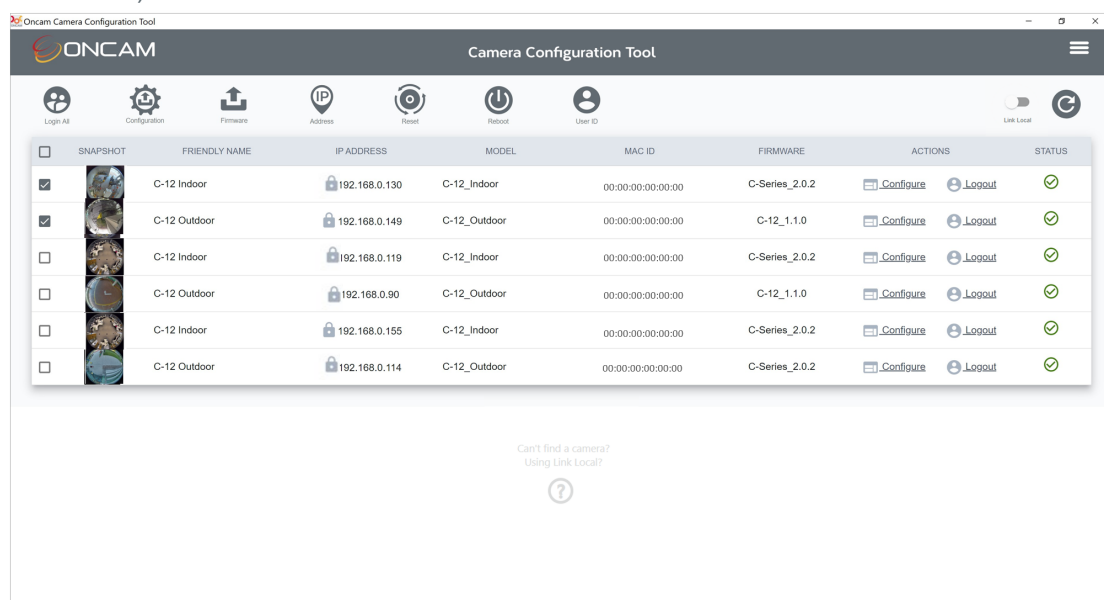 Oncam Camera Configuration Tool
ONCAM
Camera Configuration Tool
Login All
Configuration
Firmware
IP
Address
Reset
Reboot
User ID
Link Local
SNAPSHOT FRIENDLY NAME IP ADDRESS MODEL MAC ID FIRMWARE ACTIONS STATUS
C-12 Indoor 192.168.0.130 C-12_Indoor 00:00:00:00:00:00 C-Series_2.0.2 Configure Logout
C-12 Outdoor 192.168.0.149 C-12_Outdoor 00:00:00:00:00:00 C-12_1.1.0 Configure Logout
C-12 Indoor 192.168.0.119 C-12_Indoor 00:00:00:00:00:00 C-Series_2.0.2 Configure Logout
C-12 Outdoor 192.168.0.90 C-12_Outdoor 00:00:00:00:00:00 C-12_1.1.0 Configure Logout
C-12 Indoor 192.168.0.155 C-12_Indoor 00:00:00:00:00:00 C-Series_2.0.2 Configure Logout
C-12 Outdoor 192.168.0.114 C-12_Outdoor 00:00:00:00:00:00 C-Series_2.0.2 Configure Logout
Can't find a camera?
Using Link Local?
?